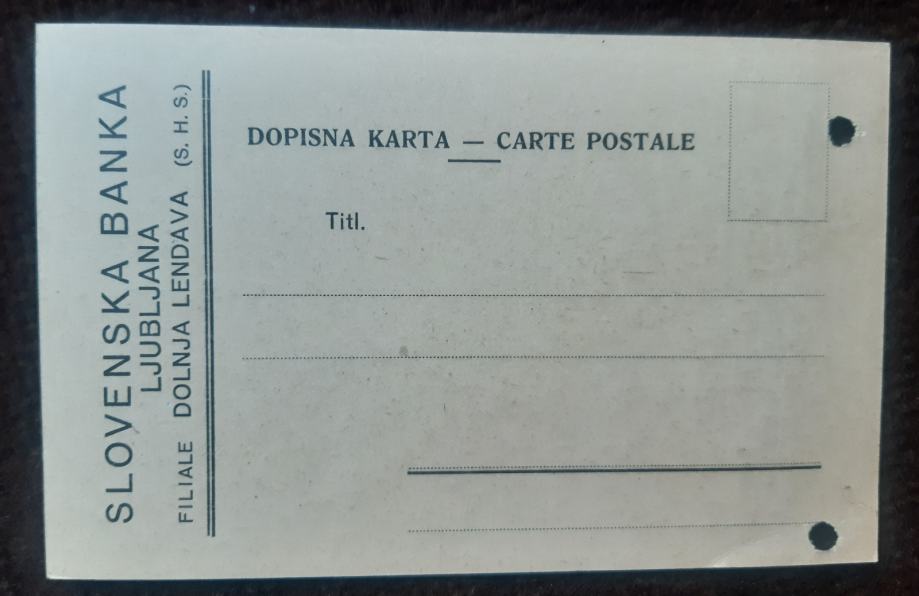 SLOVENSKA BANKA
LJUBLJANA
FILIALE DOLNJA LENDAVA (S. H. S.)
DOPISNA KARTA — CARTE POSTALE
Titl.